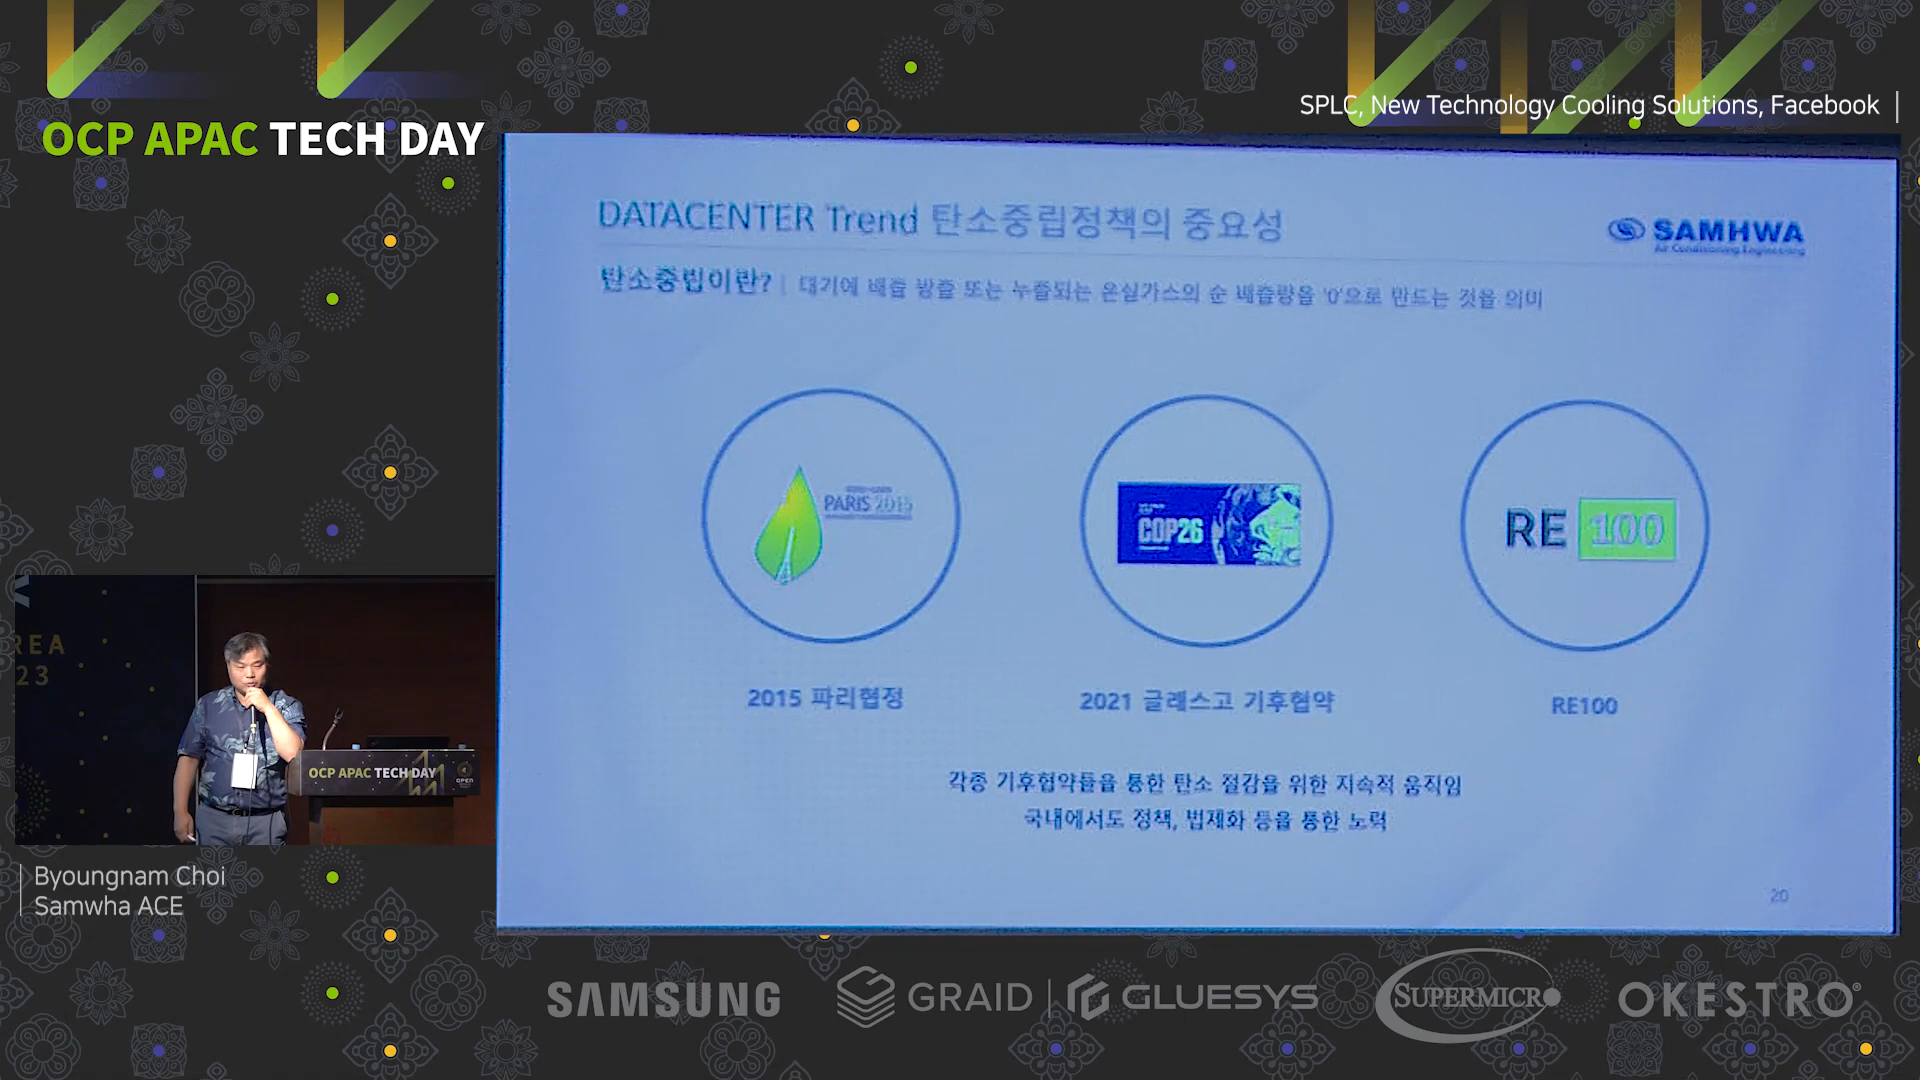 OCP APAC TECH DAY
SPLC, New Technology Cooling Solutions, Facebook
DATACENTER Trend 탄소중립정책의 중요성
SAMHWA
Air Conditioning Engineering
탄소중립이란? | 대기에 배출 방출 또는 누출되는 온실가스의 순 배출량을 '0'으로 만드는 것을 의미
PARIS 2015
COP26
RE 100
2015 파리협정
2021 글래스고 기후협약
RE100
각종 기후협약들을 통한 탄소 절감을 위한 지속적 움직임
국내에서도 정책, 법제화 등을 통한 노력
20
REA
23
OCP APAC TECH DAY
OPEN
Byoungnam Choi
Samwha ACE
SAMSUNG
GRAID
GLUESYS
SUPERMICRO
OKESTRO